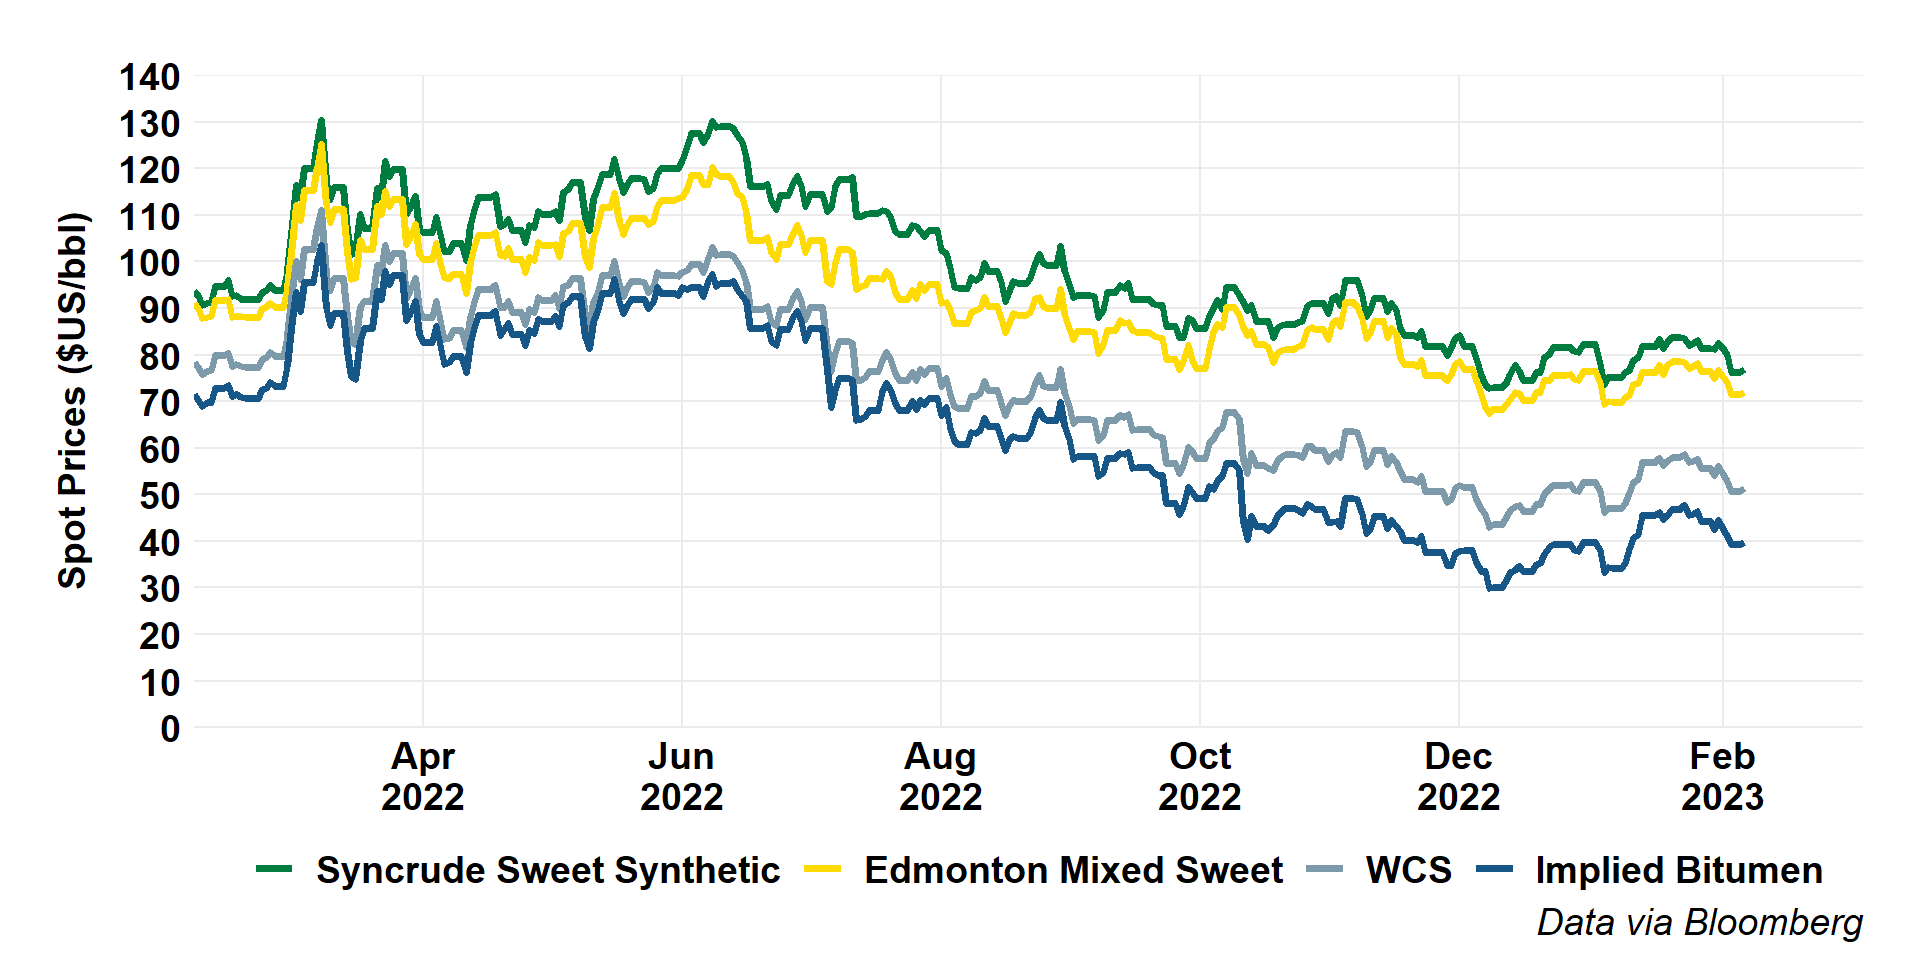 Spot Prices ($US/bbl)
140
130
120
110
100
90
80
70
60
50
40
30
20
10
0
Apr 2022
Jun 2022
Aug 2022
Oct 2022
Dec 2022
Feb 2023
Syncrude Sweet Synthetic
Edmonton Mixed Sweet
WCS
Implied Bitumen
Data via Bloomberg